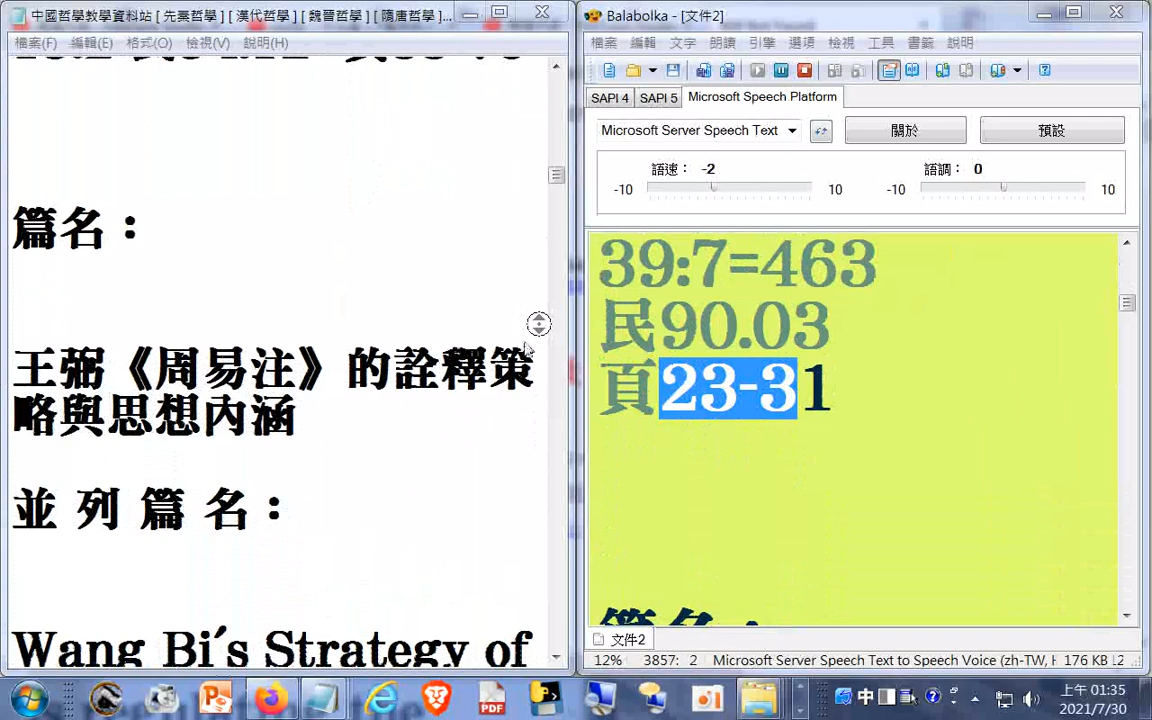 中國哲學教學資料站 [ 先秦哲學 ] [ 漢代哲學 ] [ 魏晉哲學 ] [ 隋唐哲學 ]...
檔案(F) 編輯(E) 格式(O) 檢視(V) 說明(H)
篇名：
王弼《周易注》的詮釋策
略與思想內涵
並 列 篇 名：
Wang Bi's Strategy of
Balabolka - [文件2]
檔案 編輯 文字 朗讀 引擎 選項 檢視 工具 書籤 說明
SAPI 4 SAPI 5 Microsoft Speech Platform
Microsoft Server Speech Text 關於 預設
語速： -2 語調： 0
-10 10 -10 10
39:7=463
民90.03
頁23-31
篇名：
文件2
12% 3857: 2 Microsoft Server Speech Text to Speech Voice (zh-TW, H 176 KB
中 上午 01:35
2021/7/30